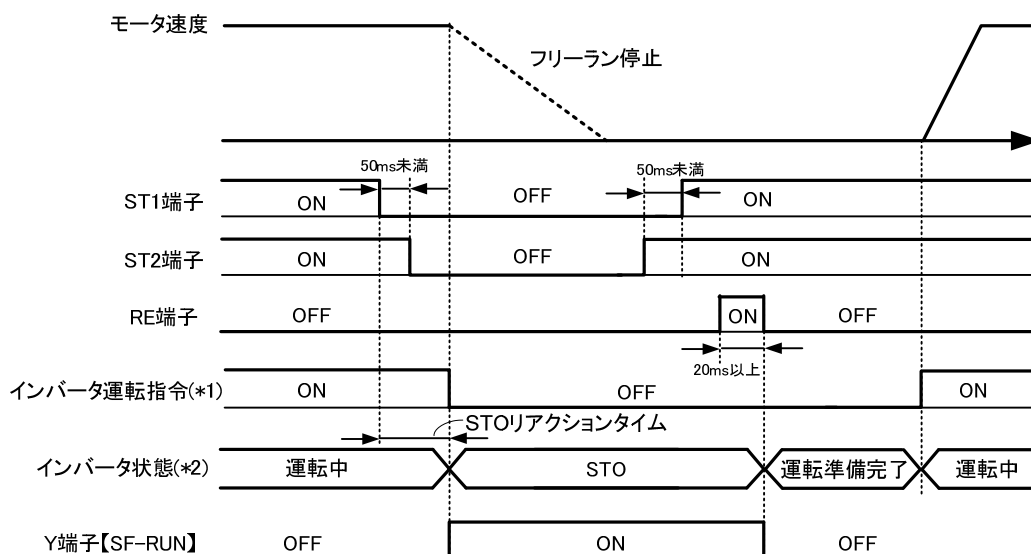 モータ速度
フリーラン停止
50ms未満
50ms未満
ST1端子
ON
OFF
ON
ST2端子
ON
OFF
ON
RE端子
OFF
ON
OFF
20ms以上
インバータ運転指令(*1)
ON
OFF
ON
STOリアクションタイム
インバータ状態(*2)
運転中
STO
運転準備完了
運転中
Y端子【SF-RUN】
OFF
ON
OFF